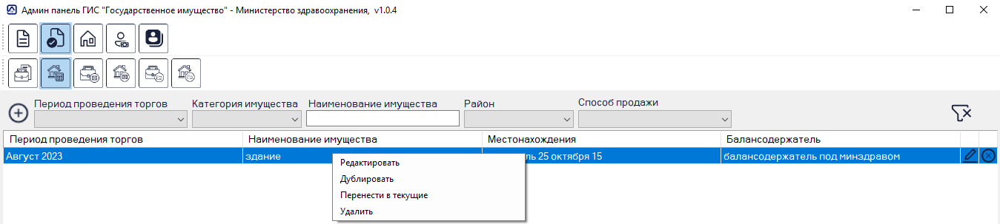 Админ панель ГИС "Государственное имущество" - Министерство здравоохранения, v1.0.4
Период проведения торгов
Категория имущества
Наименование имущества
Район
Способ продажи
Период проведения торгов
Наименование имущества
Местонахождения
Балансодержатель
Август 2023
здание
ль 25 октября 15
балансодержатель под минздравом
Редактировать
Дублировать
Перенести в текущие
Удалить